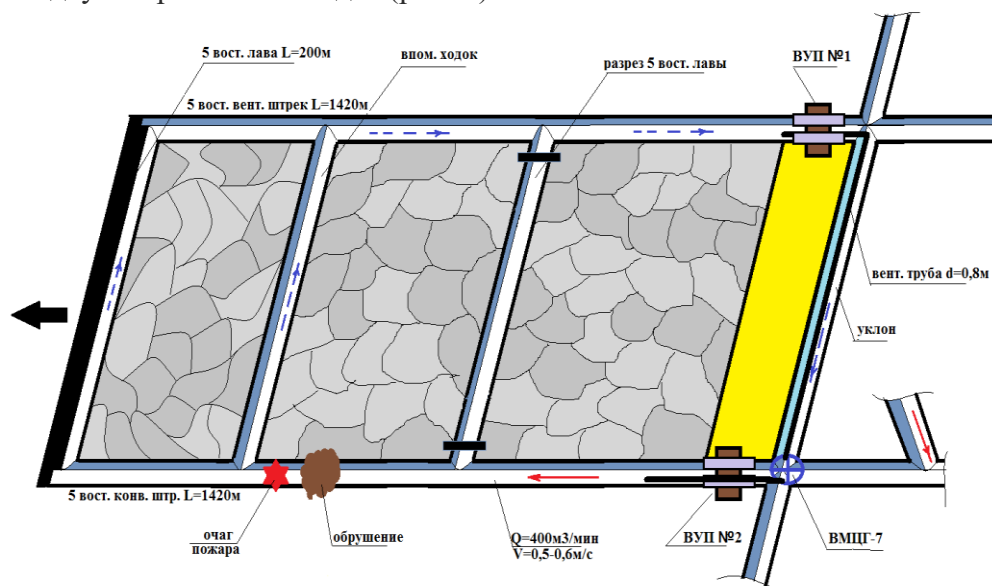 5 вост. лава L=200м
впом. ходок
разрез 5 вост. лавы
ВУП №1
5 вост. вент. штрек L=1420м
вент. труба d=0,8м
уклон
5 вост. конв. штр. L=1420м
очаг
пожара
обрушение
Q=400м3/мин
V=0,5-0,6м/с
ВУП №2
ВМЦГ-7